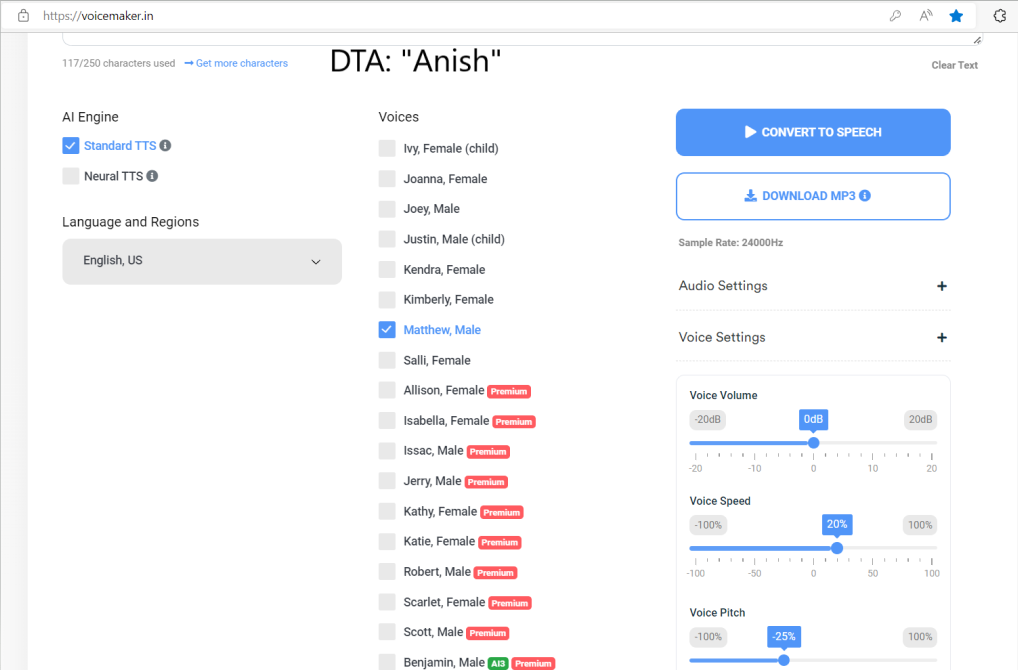 https://voicemaker.in
117/250 characters used → Get more characters
DTA: "Anish"
Clear Text
AI Engine
Standard TTS
Neural TTS
Language and Regions
English, US
Voices
Ivy, Female (child)
Joanna, Female
Joey, Male
Justin, Male (child)
Kendra, Female
Kimberly, Female
Matthew, Male
Salli, Female
Allison, Female Premium
Isabella, Female Premium
Issac, Male Premium
Jerry, Male Premium
Kathy, Female Premium
Katie, Female Premium
Robert, Male Premium
Scarlet, Female Premium
Scott, Male Premium
Benjamin, Male AI3 Premium
CONVERT TO SPEECH
DOWNLOAD MP3
Sample Rate: 24000Hz
Audio Settings +
Voice Settings +
Voice Volume
-20dB 0dB 20dB
-20 -10 0 10 20
Voice Speed
-100% 20% 100%
-100 -50 0 50 100
Voice Pitch
-100% -25% 100%